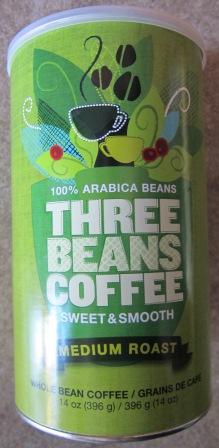 100% ARABICA BEANS
THREE
BEANS
COFFEE
SWEET & SMOOTH
MEDIUM ROAST
WHOLE BEAN COFFEE / GRAINS DE CAFÉ
14 oz (396 g) / 396 g (14 oz)